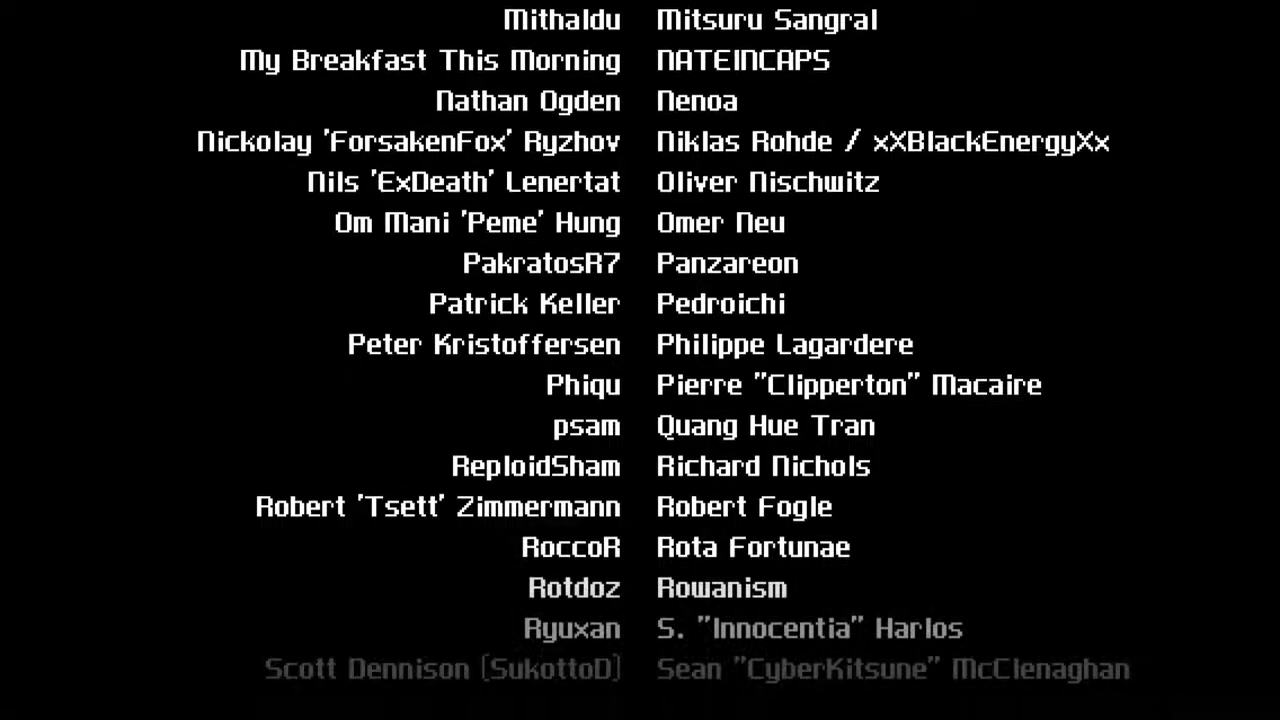 Mithaldu Mitsuru Sangral
My Breakfast This Morning NATEINCAPS
Nathan Ogden Nenoa
Nickolay 'ForsakenFox' Ryzhov Niklas Rohde / xXBlackEnergyXx
Nils 'ExDeath' Lenertat Oliver Nischwitz
Om Mani 'Peme' Hung Omer Neu
PakratosR7 Panzareon
Patrick Keller Pedroichi
Peter Kristoffersen Philippe Lagardere
Phiqu Pierre "Clipperton" Macaire
psam Quang Hue Tran
ReploidSham Richard Nichols
Robert 'Tsett' Zimmermann Robert Fogle
RoccoR Rota Fortunae
Rotdoz Rowanism
Ryuxan S. "Innocentia" Harlos
Scott Dennison (SukottoD) Sean "CyberKitsune" McClenaghan